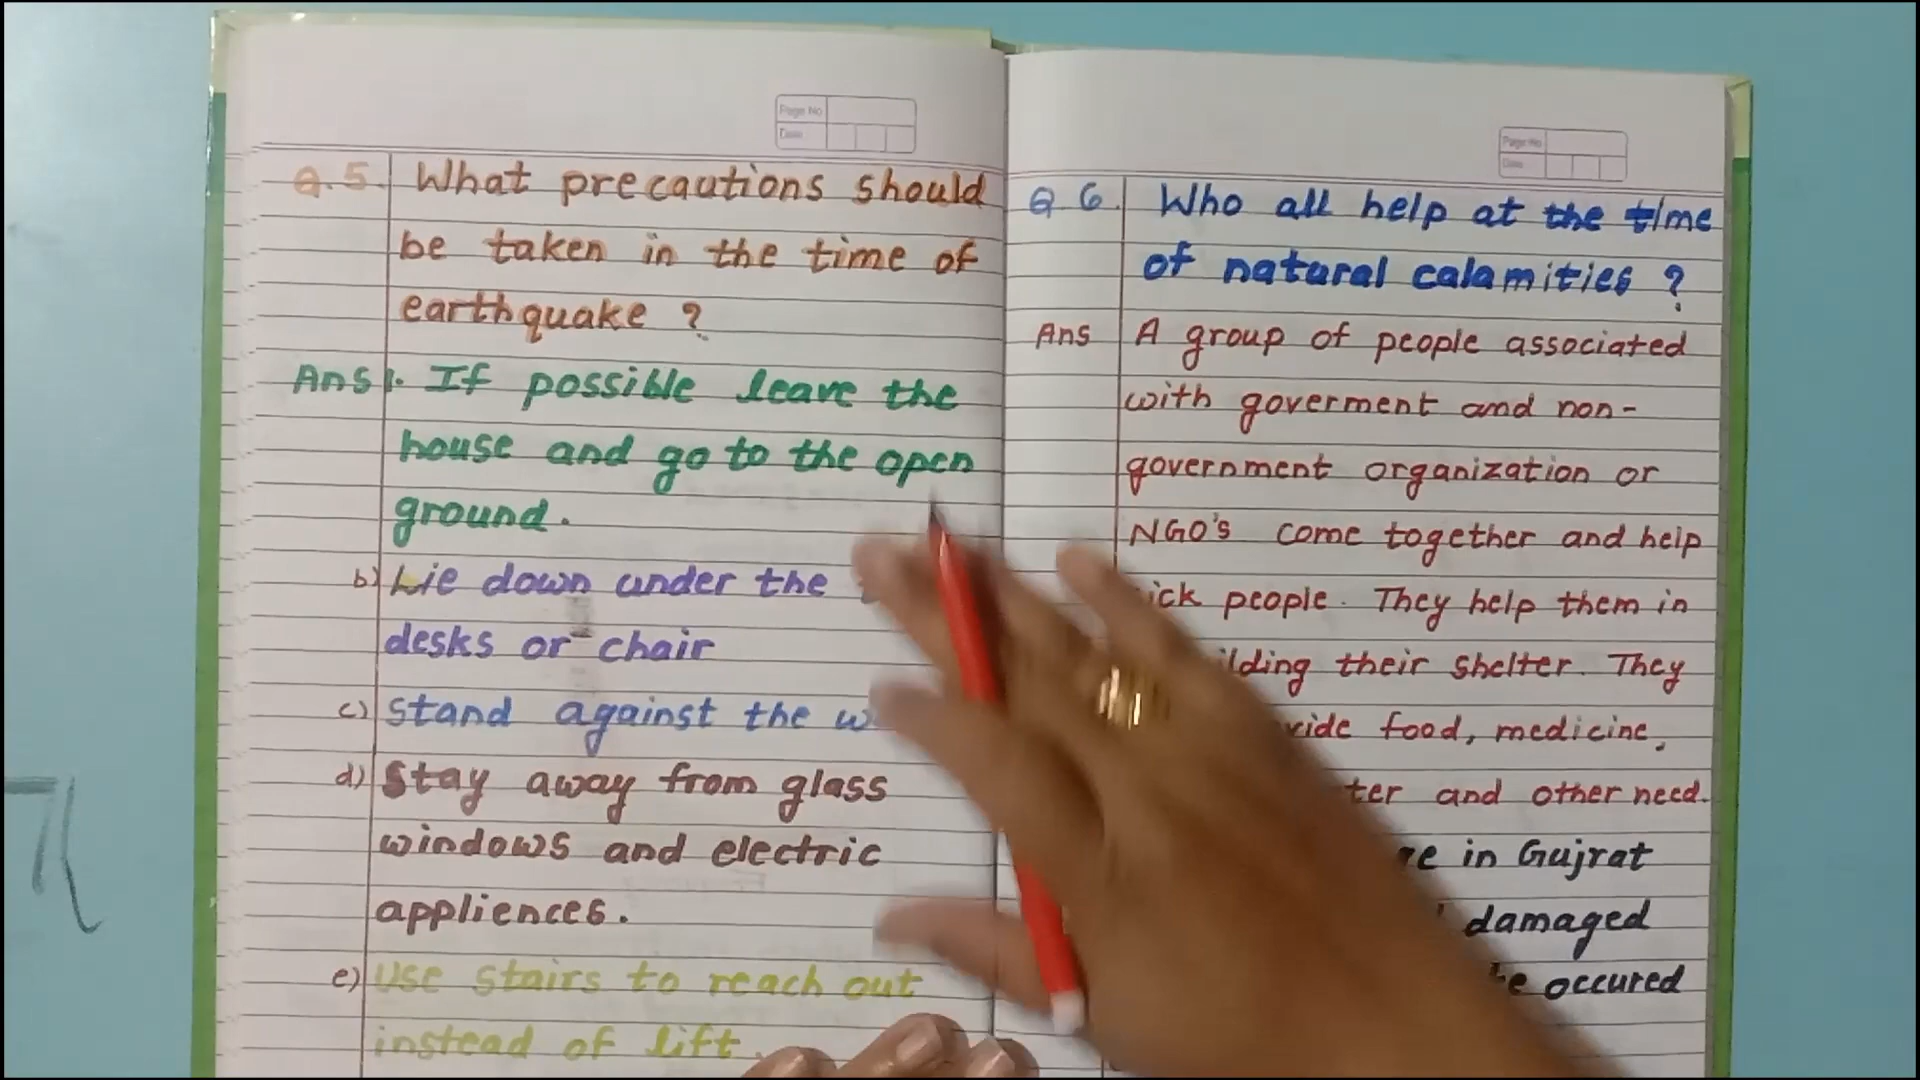 Page No
Date
Q.5. What precautions should
be taken in the time of
earthquake ?
Ans 1. If possible leave the
house and go to the open
ground.
b) Lie down under the
desks or chair
c) Stand against the
d) Stay away from glass
windows and electric
appliences.
e) Use stairs to reach out
instead of lift.
Page No
Date
Q 6. Who all help at the time
of natural calamities ?
Ans A group of people associated
with goverment and non-
government organization or
NGO's come together and help
people. They help them in
their shelter. They
food, medicine,
and other need.
in Gujrat
damaged
occured